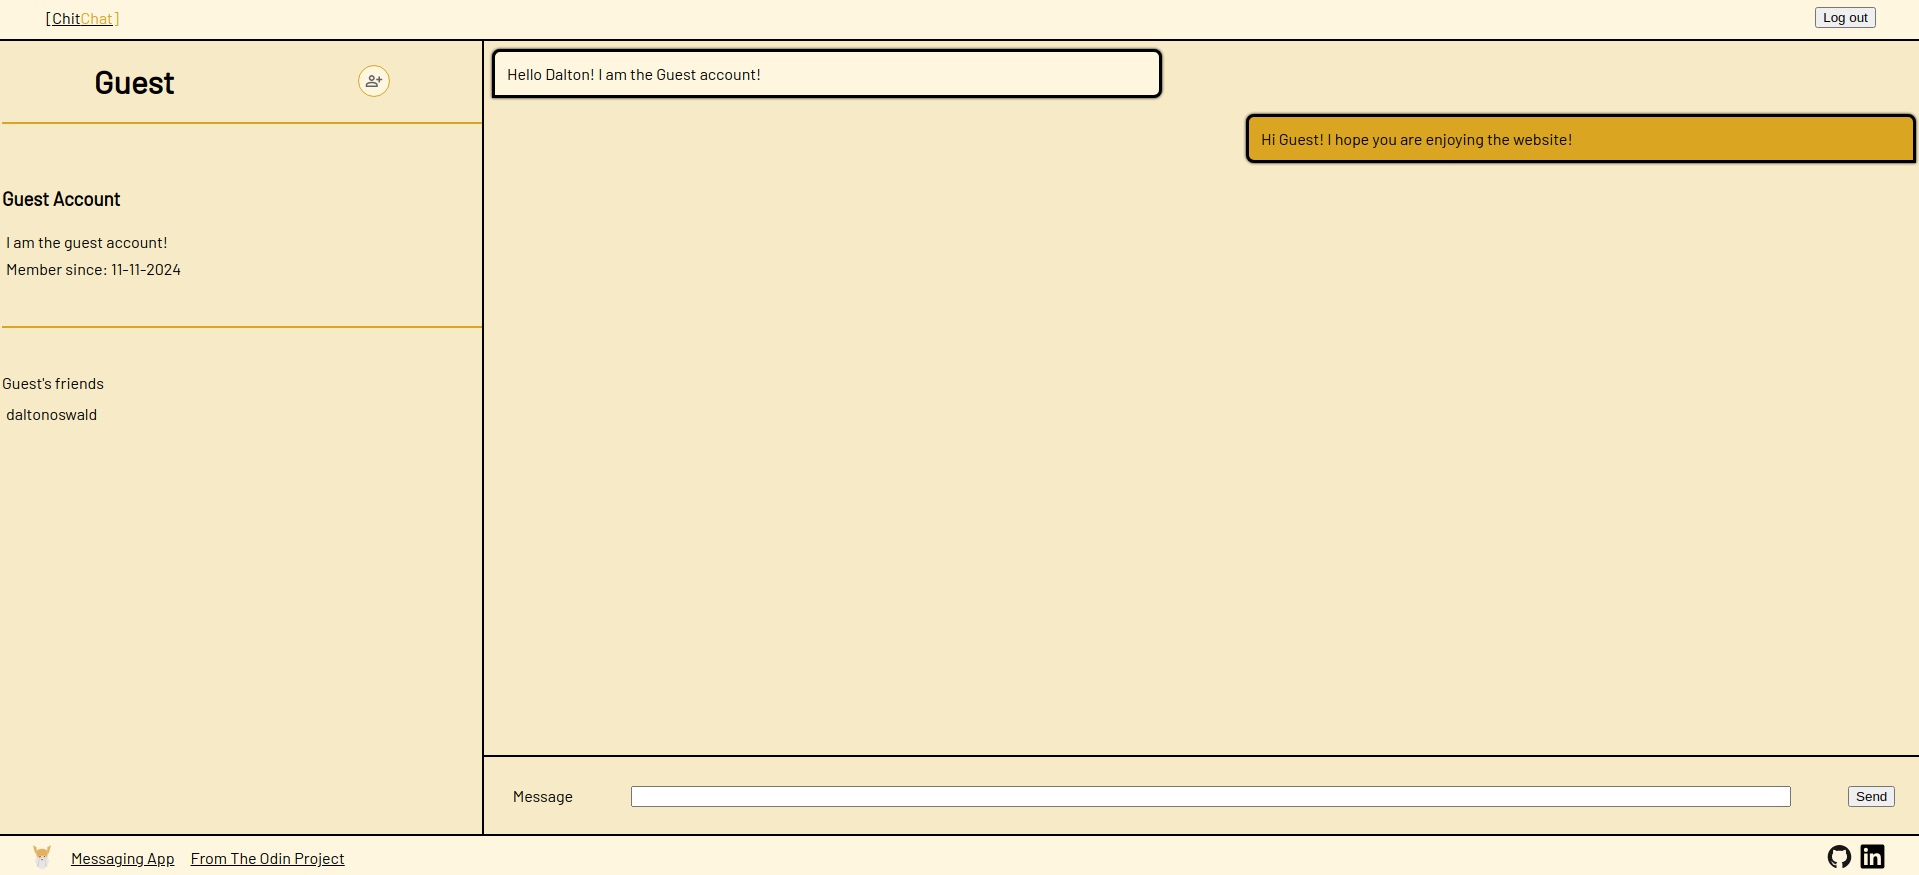 [ChitChat]
Log out
Guest
Guest Account
I am the guest account!
Member since: 11-11-2024
Guest's friends
daltonoswald
Hello Dalton! I am the Guest account!
Hi Guest! I hope you are enjoying the website!
Message
Send
Messaging App
From The Odin Project
in